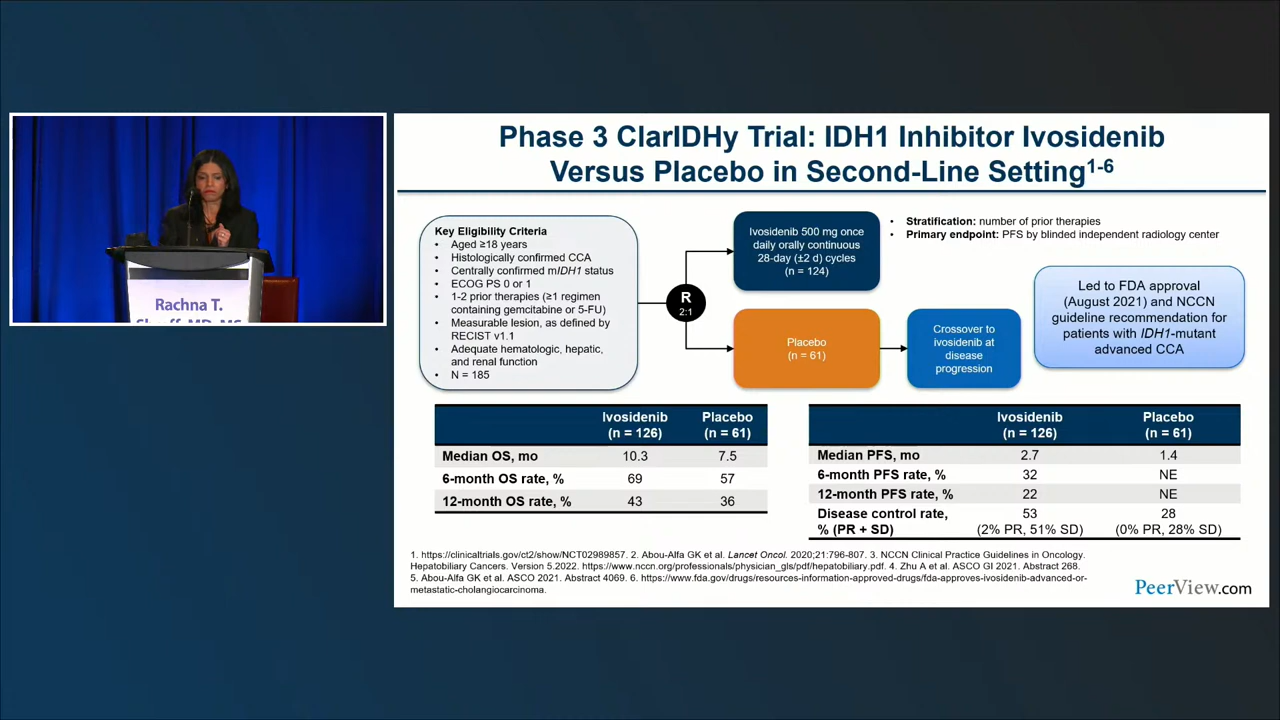 Phase 3 ClarIDHy Trial: IDH1 Inhibitor Ivosidenib
Versus Placebo in Second-Line Setting1-6
Rachna T.
Key Eligibility Criteria
• Aged ≥18 years
• Histologically confirmed CCA
• Centrally confirmed mIDH1 status
• ECOG PS 0 or 1
• 1-2 prior therapies (≥1 regimen
containing gemcitabine or 5-FU)
• Measurable lesion, as defined by
RECIST v1.1
• Adequate hematologic, hepatic,
and renal function
• N = 185
R
2:1
Ivosidenib 500 mg once
daily orally continuous
28-day (±2 d) cycles
(n = 124)
Placebo
(n = 61)
Crossover to
ivosidenib at
disease
progression
• Stratification: number of prior therapies
• Primary endpoint: PFS by blinded independent radiology center
Led to FDA approval
(August 2021) and NCCN
guideline recommendation for
patients with IDH1-mutant
advanced CCA
Ivosidenib Placebo
(n = 126) (n = 61)
Median OS, mo 10.3 7.5
6-month OS rate, % 69 57
12-month OS rate, % 43 36
Ivosidenib Placebo
(n = 126) (n = 61)
Median PFS, mo 2.7 1.4
6-month PFS rate, % 32 NE
12-month PFS rate, % 22 NE
Disease control rate, 53 28
% (PR + SD) (2% PR, 51% SD) (0% PR, 28% SD)
1. https://clinicaltrials.gov/ct2/show/NCT02989857. 2. Abou-Alfa GK et al. Lancet Oncol. 2020;21:796-807. 3. NCCN Clinical Practice Guidelines in Oncology.
Hepatobiliary Cancers. Version 5.2022. https://www.nccn.org/professionals/physician_gls/pdf/hepatobiliary.pdf. 4. Zhu A et al. ASCO GI 2021. Abstract 268.
5. Abou-Alfa GK et al. ASCO 2021. Abstract 4069. 6. https://www.fda.gov/drugs/resources-information-approved-drugs/fda-approves-ivosidenib-advanced-or-
metastatic-cholangiocarcinoma.
PeerView.com